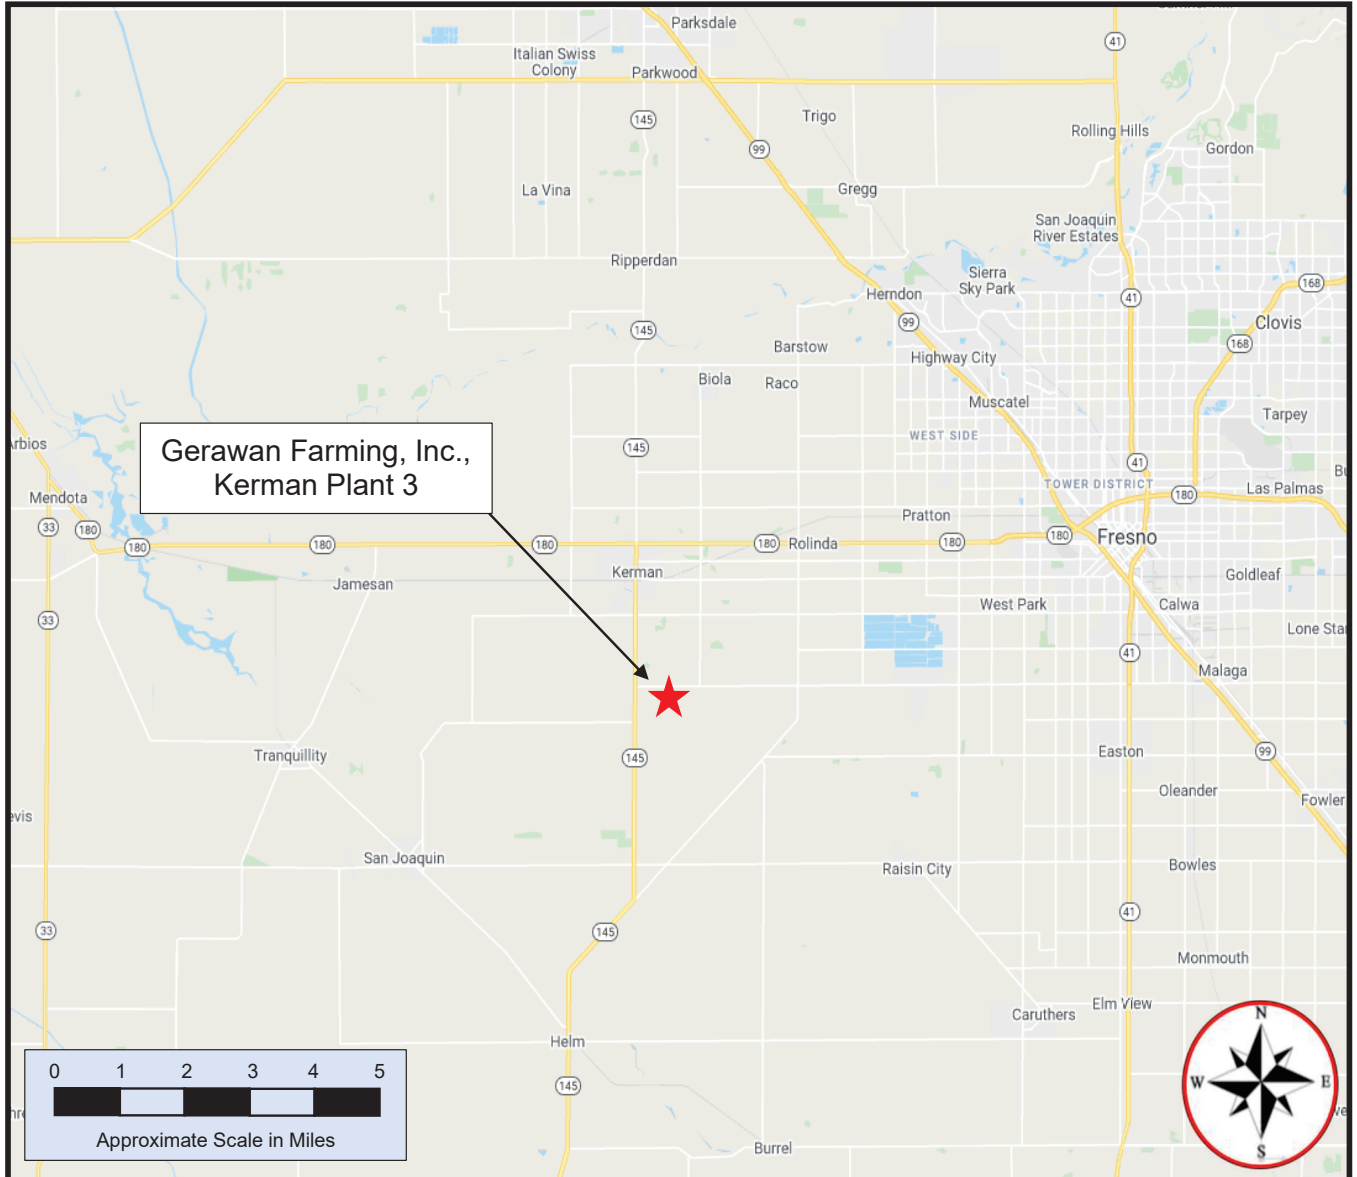 Parksdale
41
Italian Swiss
Colony
Parkwood
145
Trigo
Rolling Hills
99
Gordon
La Vina
Gregg
San Joaquin
River Estates
Ripperdan
Sierra
Sky Park
168
Herndon
41
99
145
Clovis
168
Barstow
Highway City
Biola
Raco
Muscatel
Tarpey
WEST SIDE
Arbios
145
Gerawan Farming, Inc.,
Kerman Plant 3
41
TOWER DISTRICT
180
Las Palmas
Mendota
Pratton
33
180
180
180
180
180
Rolinda
180
180
Fresno
Kerman
Goldleaf
Jamesan
West Park
Calwa
33
Lone Star
41
Malaga
Tranquillity
145
Easton
99
Oleander
Fowler
evis
San Joaquin
Raisin City
Bowles
41
33
145
Monmouth
Elm View
Caruthers
N
Helm
0 1 2 3 4 5
W
E
145
Approximate Scale in Miles
Burrel
S